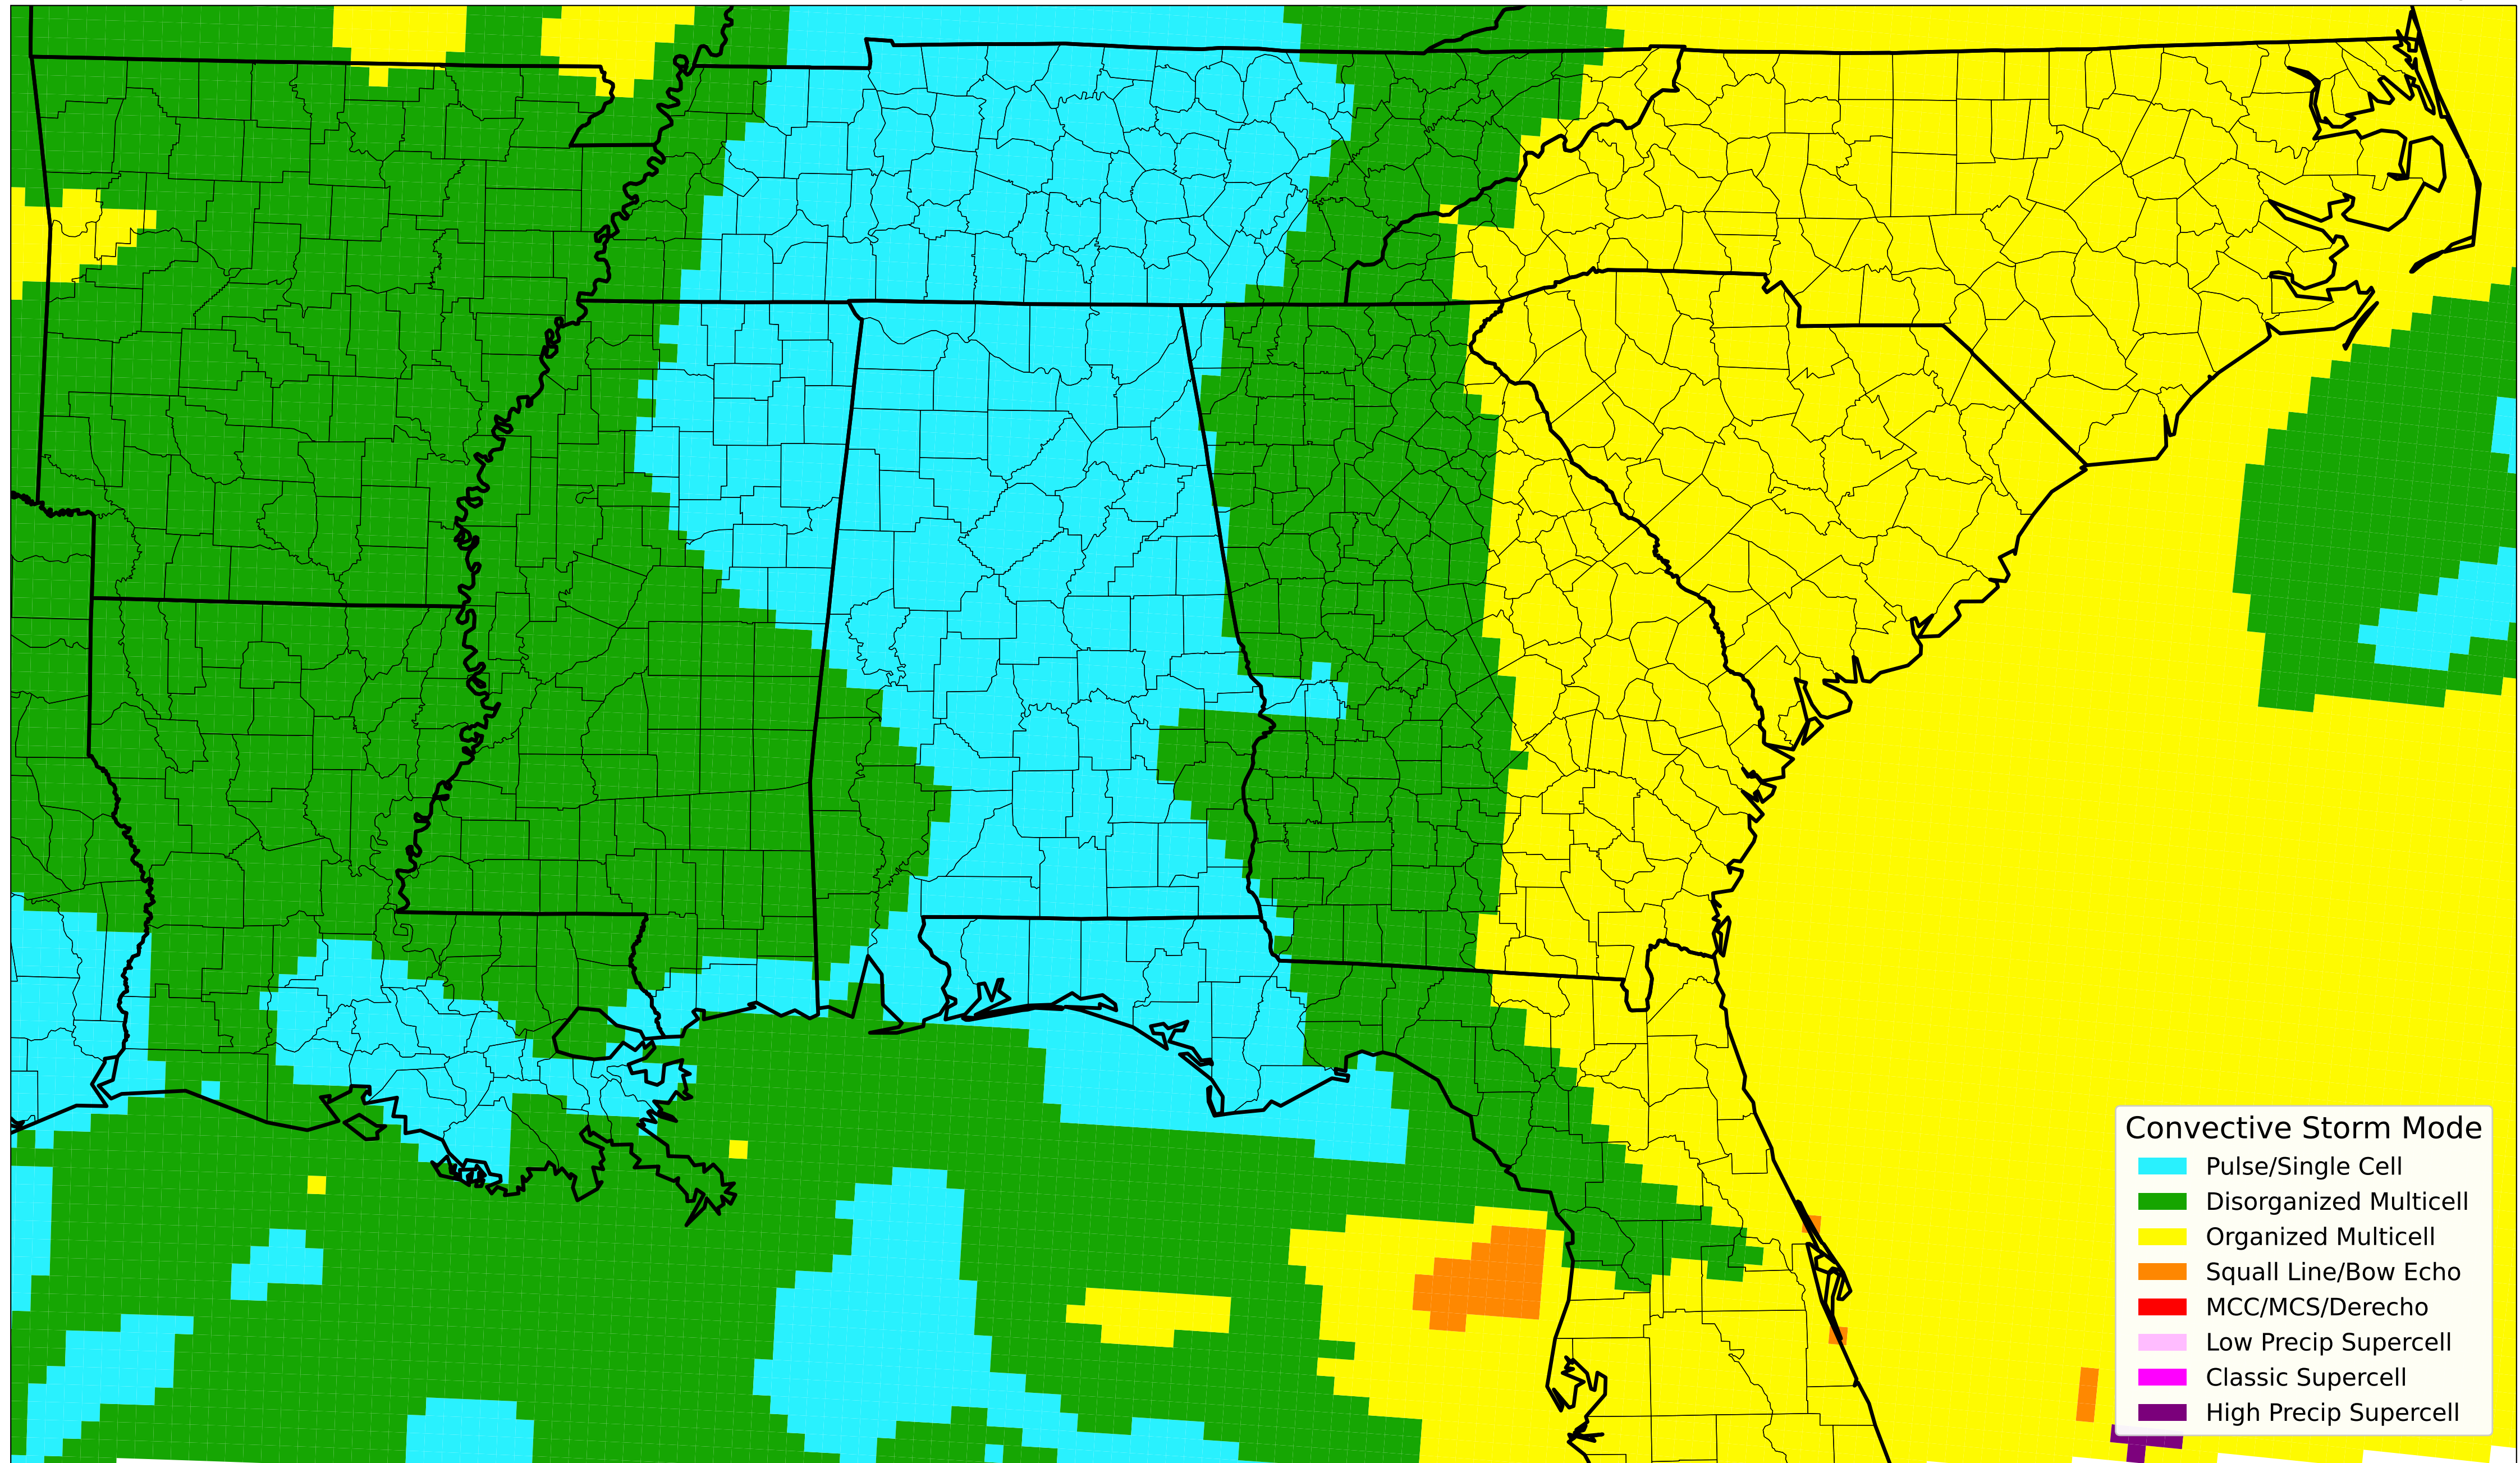 Convective Storm Mode
Pulse/Single Cell
Disorganized Multicell
Organized Multicell
Squall Line/Bow Echo
MCC/MCS/Derecho
Low Precip Supercell
Classic Supercell
High Precip Supercell